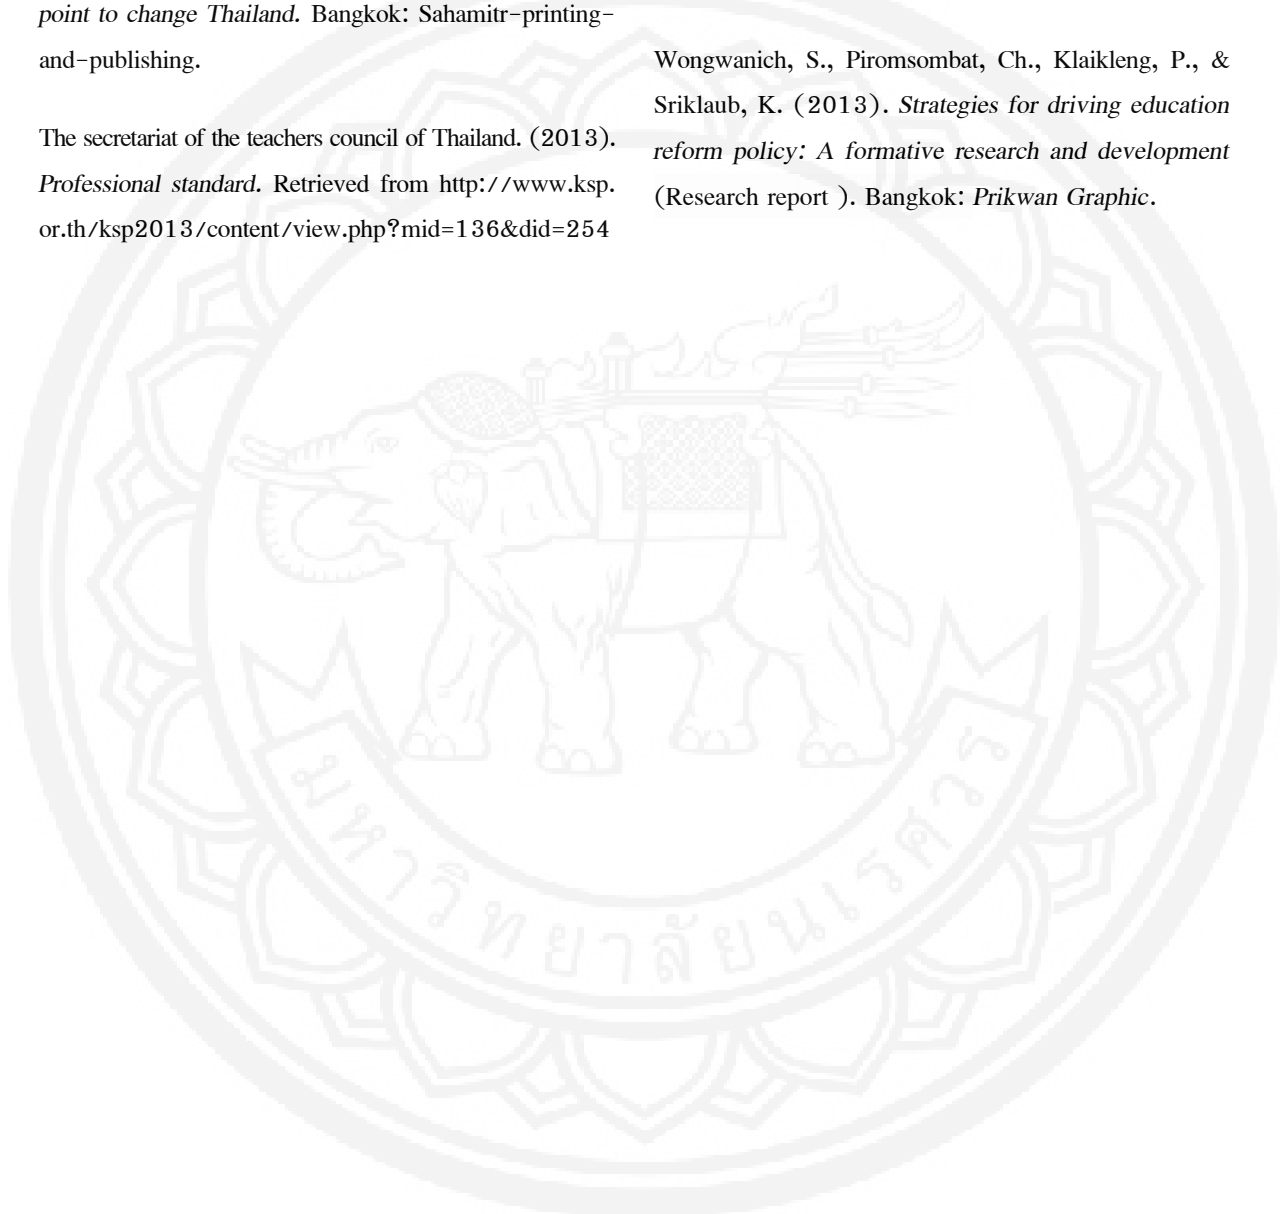 point to change Thailand. Bangkok: Sahamitr-printing-
and-publishing.
The secretariat of the teachers council of Thailand. (2013).
Professional standard. Retrieved from http://www.ksp.
or.th/ksp2013/content/view.php?mid=136&did=254
Wongwanich, S., Piromsombat, Ch., Klaikleng, P., &
Sriklaub, K. (2013). Strategies for driving education
reform policy: A formative research and development
(Research report ). Bangkok: Prikwan Graphic.
มหาวิทยาลัยนเรศวร